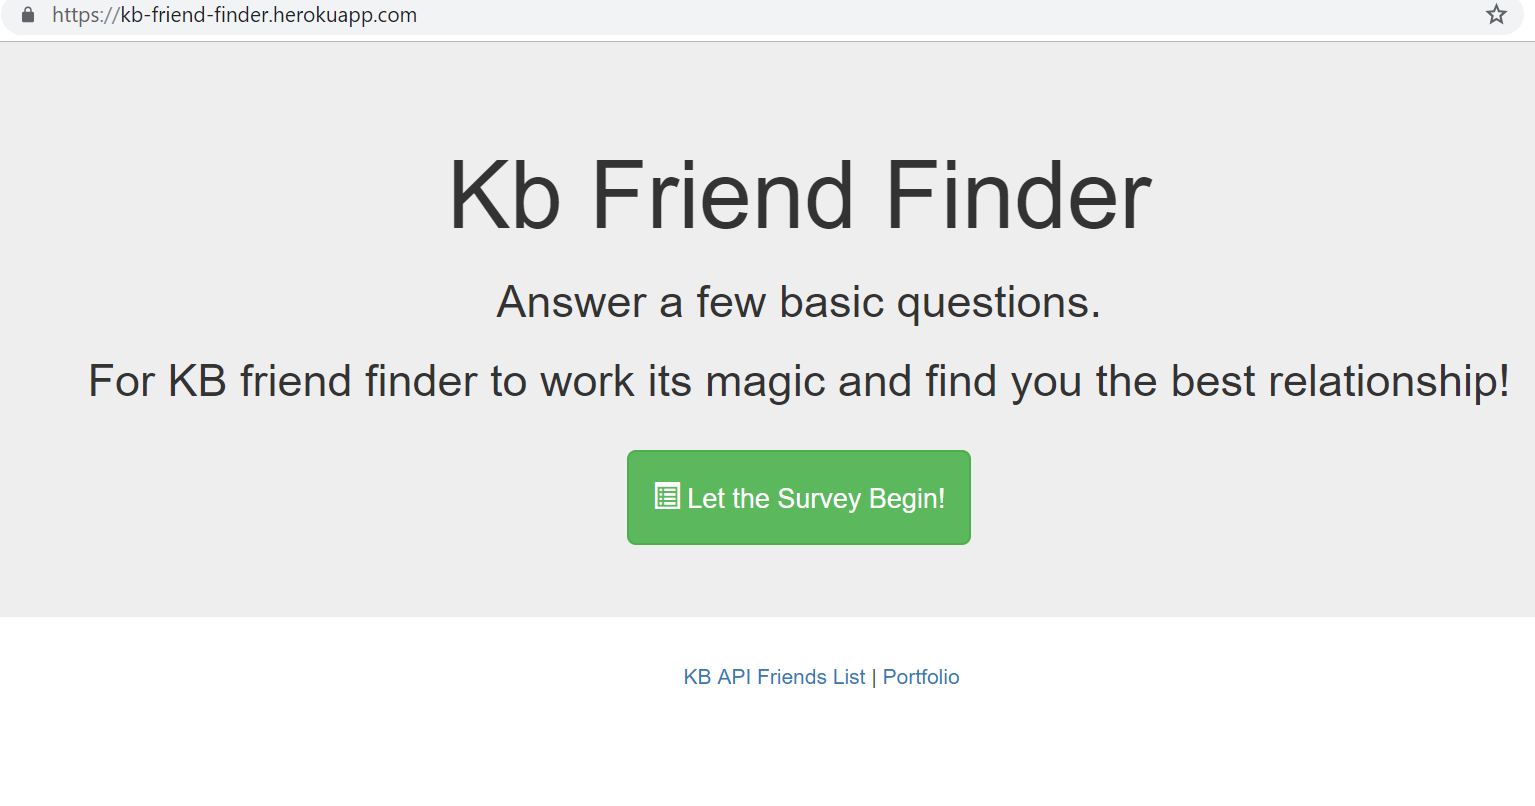 https://kb-friend-finder.herokuapp.com
Kb Friend Finder
Answer a few basic questions.
For KB friend finder to work its magic and find you the best relationship!
Let the Survey Begin!
KB API Friends List | Portfolio